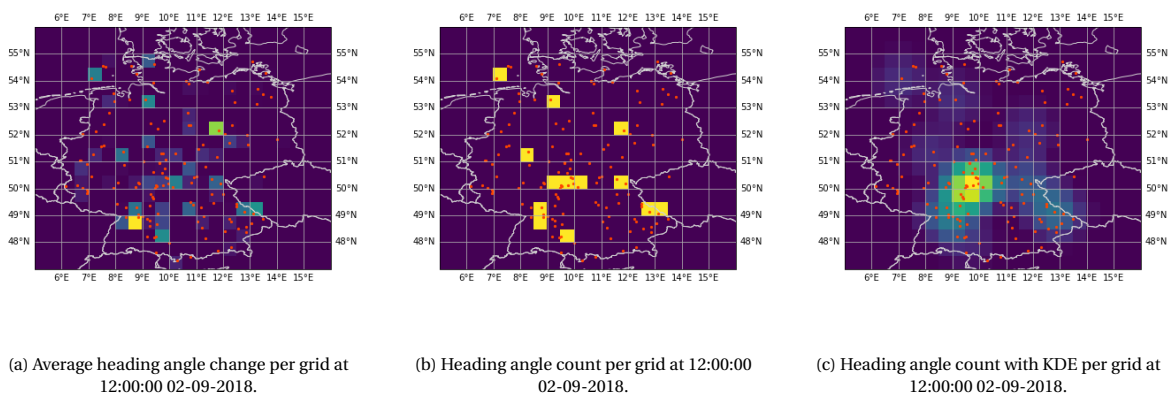 6°E 7°E 8°E 9°E 10°E 11°E 12°E 13°E 14°E 15°E
55°N 55°N
54°N 54°N
53°N 53°N
52°N 52°N
51°N 51°N
50°N 50°N
49°N 49°N
48°N 48°N
6°E 7°E 8°E 9°E 10°E 11°E 12°E 13°E 14°E 15°E
(a) Average heading angle change per grid at
12:00:00 02-09-2018.
6°E 7°E 8°E 9°E 10°E 11°E 12°E 13°E 14°E 15°E
55°N 55°N
54°N 54°N
53°N 53°N
52°N 52°N
51°N 51°N
50°N 50°N
49°N 49°N
48°N 48°N
6°E 7°E 8°E 9°E 10°E 11°E 12°E 13°E 14°E 15°E
(b) Heading angle count per grid at 12:00:00
02-09-2018.
6°E 7°E 8°E 9°E 10°E 11°E 12°E 13°E 14°E 15°E
55°N 55°N
54°N 54°N
53°N 53°N
52°N 52°N
51°N 51°N
50°N 50°N
49°N 49°N
48°N 48°N
6°E 7°E 8°E 9°E 10°E 11°E 12°E 13°E 14°E 15°E
(c) Heading angle count with KDE per grid at
12:00:00 02-09-2018.